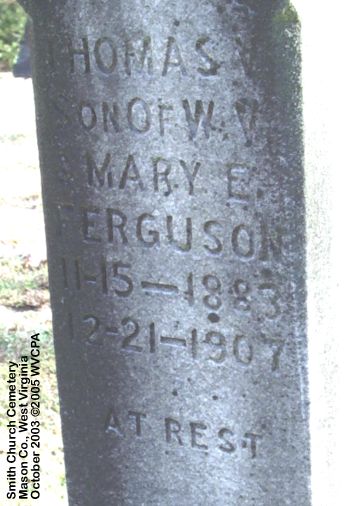 THOMAS V.
SON OF W. V.
& MARY E.
FERGUSON
11-15-1883
12-21-1907
AT REST
Smith Church Cemetery
Mason Co., West Virginia
October 2003 ©2005 WVCPA